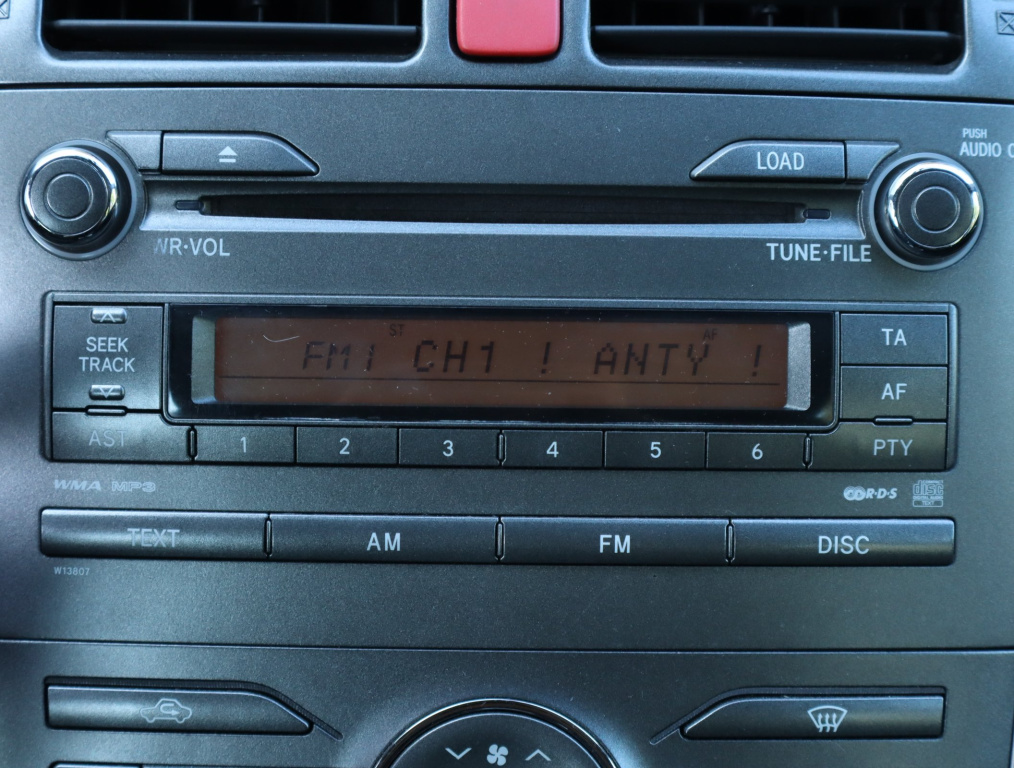 PUSH
AUDIO
LOAD
WR·VOL
TUNE·FILE
SEEK
TRACK
ST
AF
FM1 CH1 ! ANTY !
TA
AF
AST
1 2 3 4 5 6
PTY
WMA MP3
R·D·S
disc
TEXT AM FM DISC
W13807